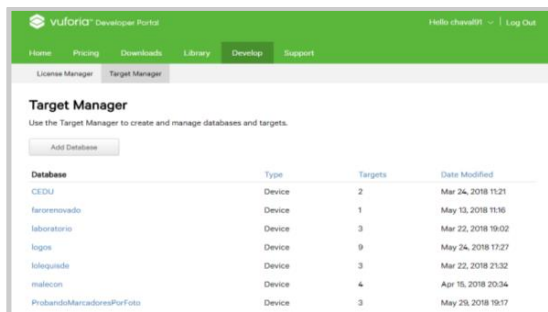 vuforia™ Developer Portal
Hello chaval91 | Log Out
Home Pricing Downloads Library Develop Support
License Manager Target Manager
Target Manager
Use the Target Manager to create and manage databases and targets.
Add Database
Database Type Targets Date Modified
CEDU Device 2 Mar 24, 2018 11:21
farorenovado Device 1 May 13, 2018 11:16
laboratorio Device 3 Mar 22, 2018 19:02
logos Device 9 May 24, 2018 17:27
lolequisde Device 3 Mar 22, 2018 21:32
malecon Device 4 Apr 15, 2018 20:34
ProbandoMarcadoresPorFoto Device 3 May 29, 2018 19:17